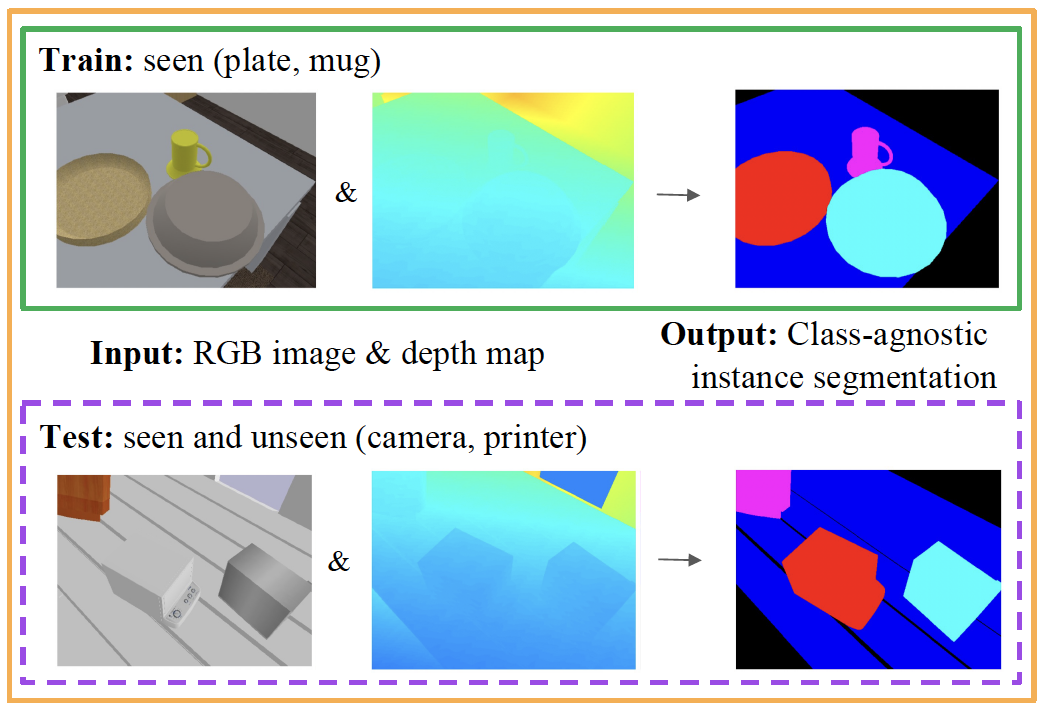 Train: seen (plate, mug)
&
Input: RGB image & depth map
Output: Class-agnostic
instance segmentation
Test: seen and unseen (camera, printer)
&